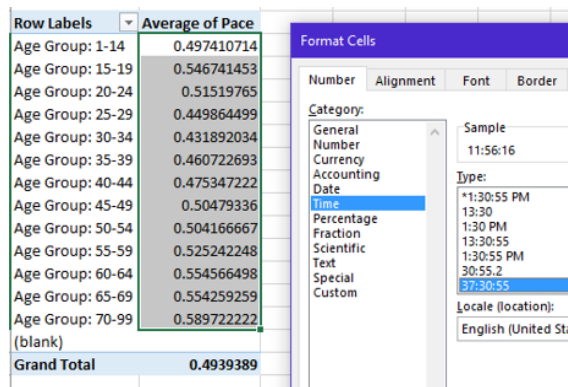 Row Labels Average of Pace
Age Group: 1-14 0.497410714
Age Group: 15-19 0.546741453
Age Group: 20-24 0.51519765
Age Group: 25-29 0.449864499
Age Group: 30-34 0.431892034
Age Group: 35-39 0.460722693
Age Group: 40-44 0.475347222
Age Group: 45-49 0.50479336
Age Group: 50-54 0.504166667
Age Group: 55-59 0.525242248
Age Group: 60-64 0.554566498
Age Group: 65-69 0.554259259
Age Group: 70-99 0.589722222
(blank)
Grand Total 0.4939389
Format Cells
Number Alignment Font Border
Category:
General
Number
Currency
Accounting
Date
Time
Percentage
Fraction
Scientific
Text
Special
Custom
Sample
11:56:16
Type:
*1:30:55 PM
13:30
1:30 PM
13:30:55
1:30:55 PM
30:55.2
37:30:55
Locale (location):
English (United Sta